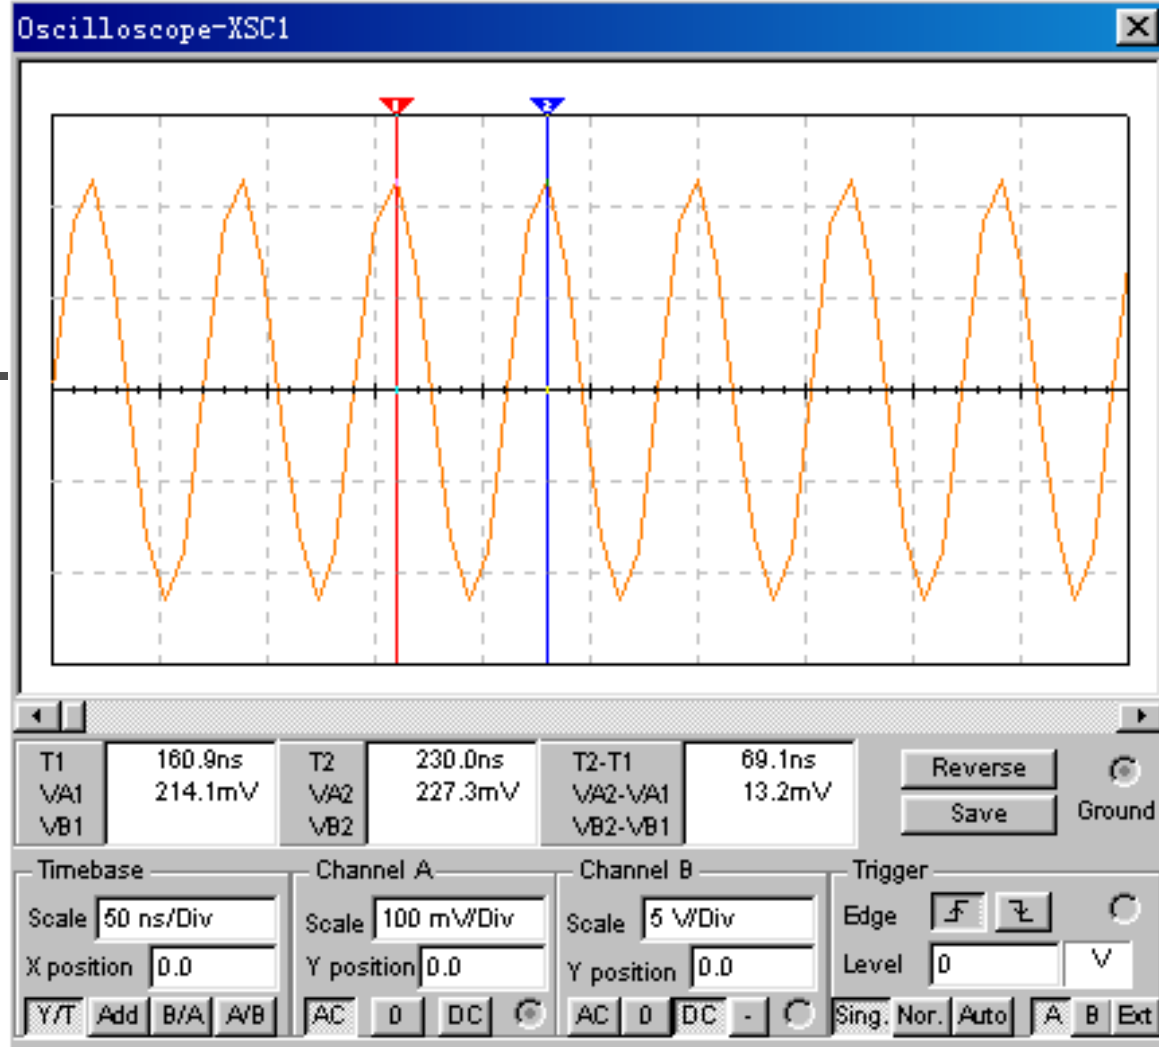 Oscilloscope-XSC1
1 2
T1 160.9ns T2 230.0ns T2-T1 69.1ns Reverse
VA1 214.1mV VA2 227.3mV VA2-VA1 13.2mV
VB1 VB2 VB2-VB1 Save Ground
Timebase Channel A Channel B Trigger
Scale 50 ns/Div Scale 100 mV/Div Scale 5 V/Div Edge
X position 0.0 Y position 0.0 Y position 0.0 Level 0 V
Y/T Add B/A A/B AC 0 DC AC 0 DC - Sing. Nor. Auto A B Ext